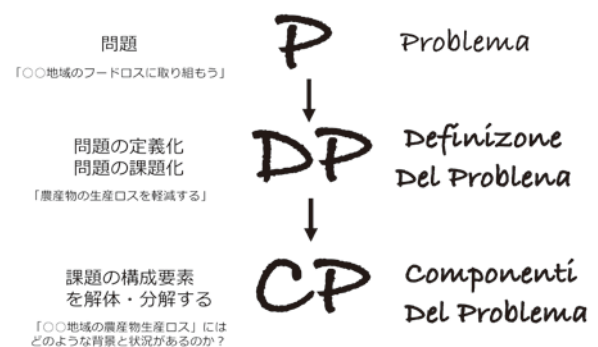 問題
「○○地域のフードロスに取り組もう」
P
Problema
問題の定義化
問題の課題化
「農産物の生産ロスを軽減する」
DP
Definizone
Del Problena
課題の構成要素
を解体・分解する
「○○地域の農産物生産ロス」には
どのような背景と状況があるのか？
CP
Componenti
Del Problema